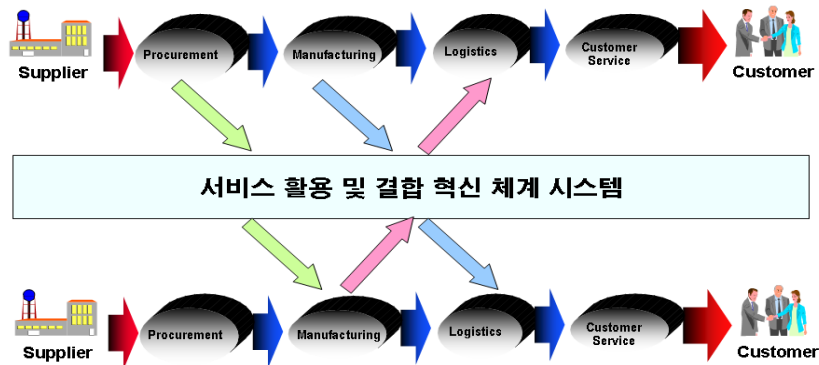 Supplier
Procurement
Manufacturing
Logistics
Customer
Service
Customer
서비스 활용 및 결합 혁신 체계 시스템
Supplier
Procurement
Manufacturing
Logistics
Customer
Service
Customer